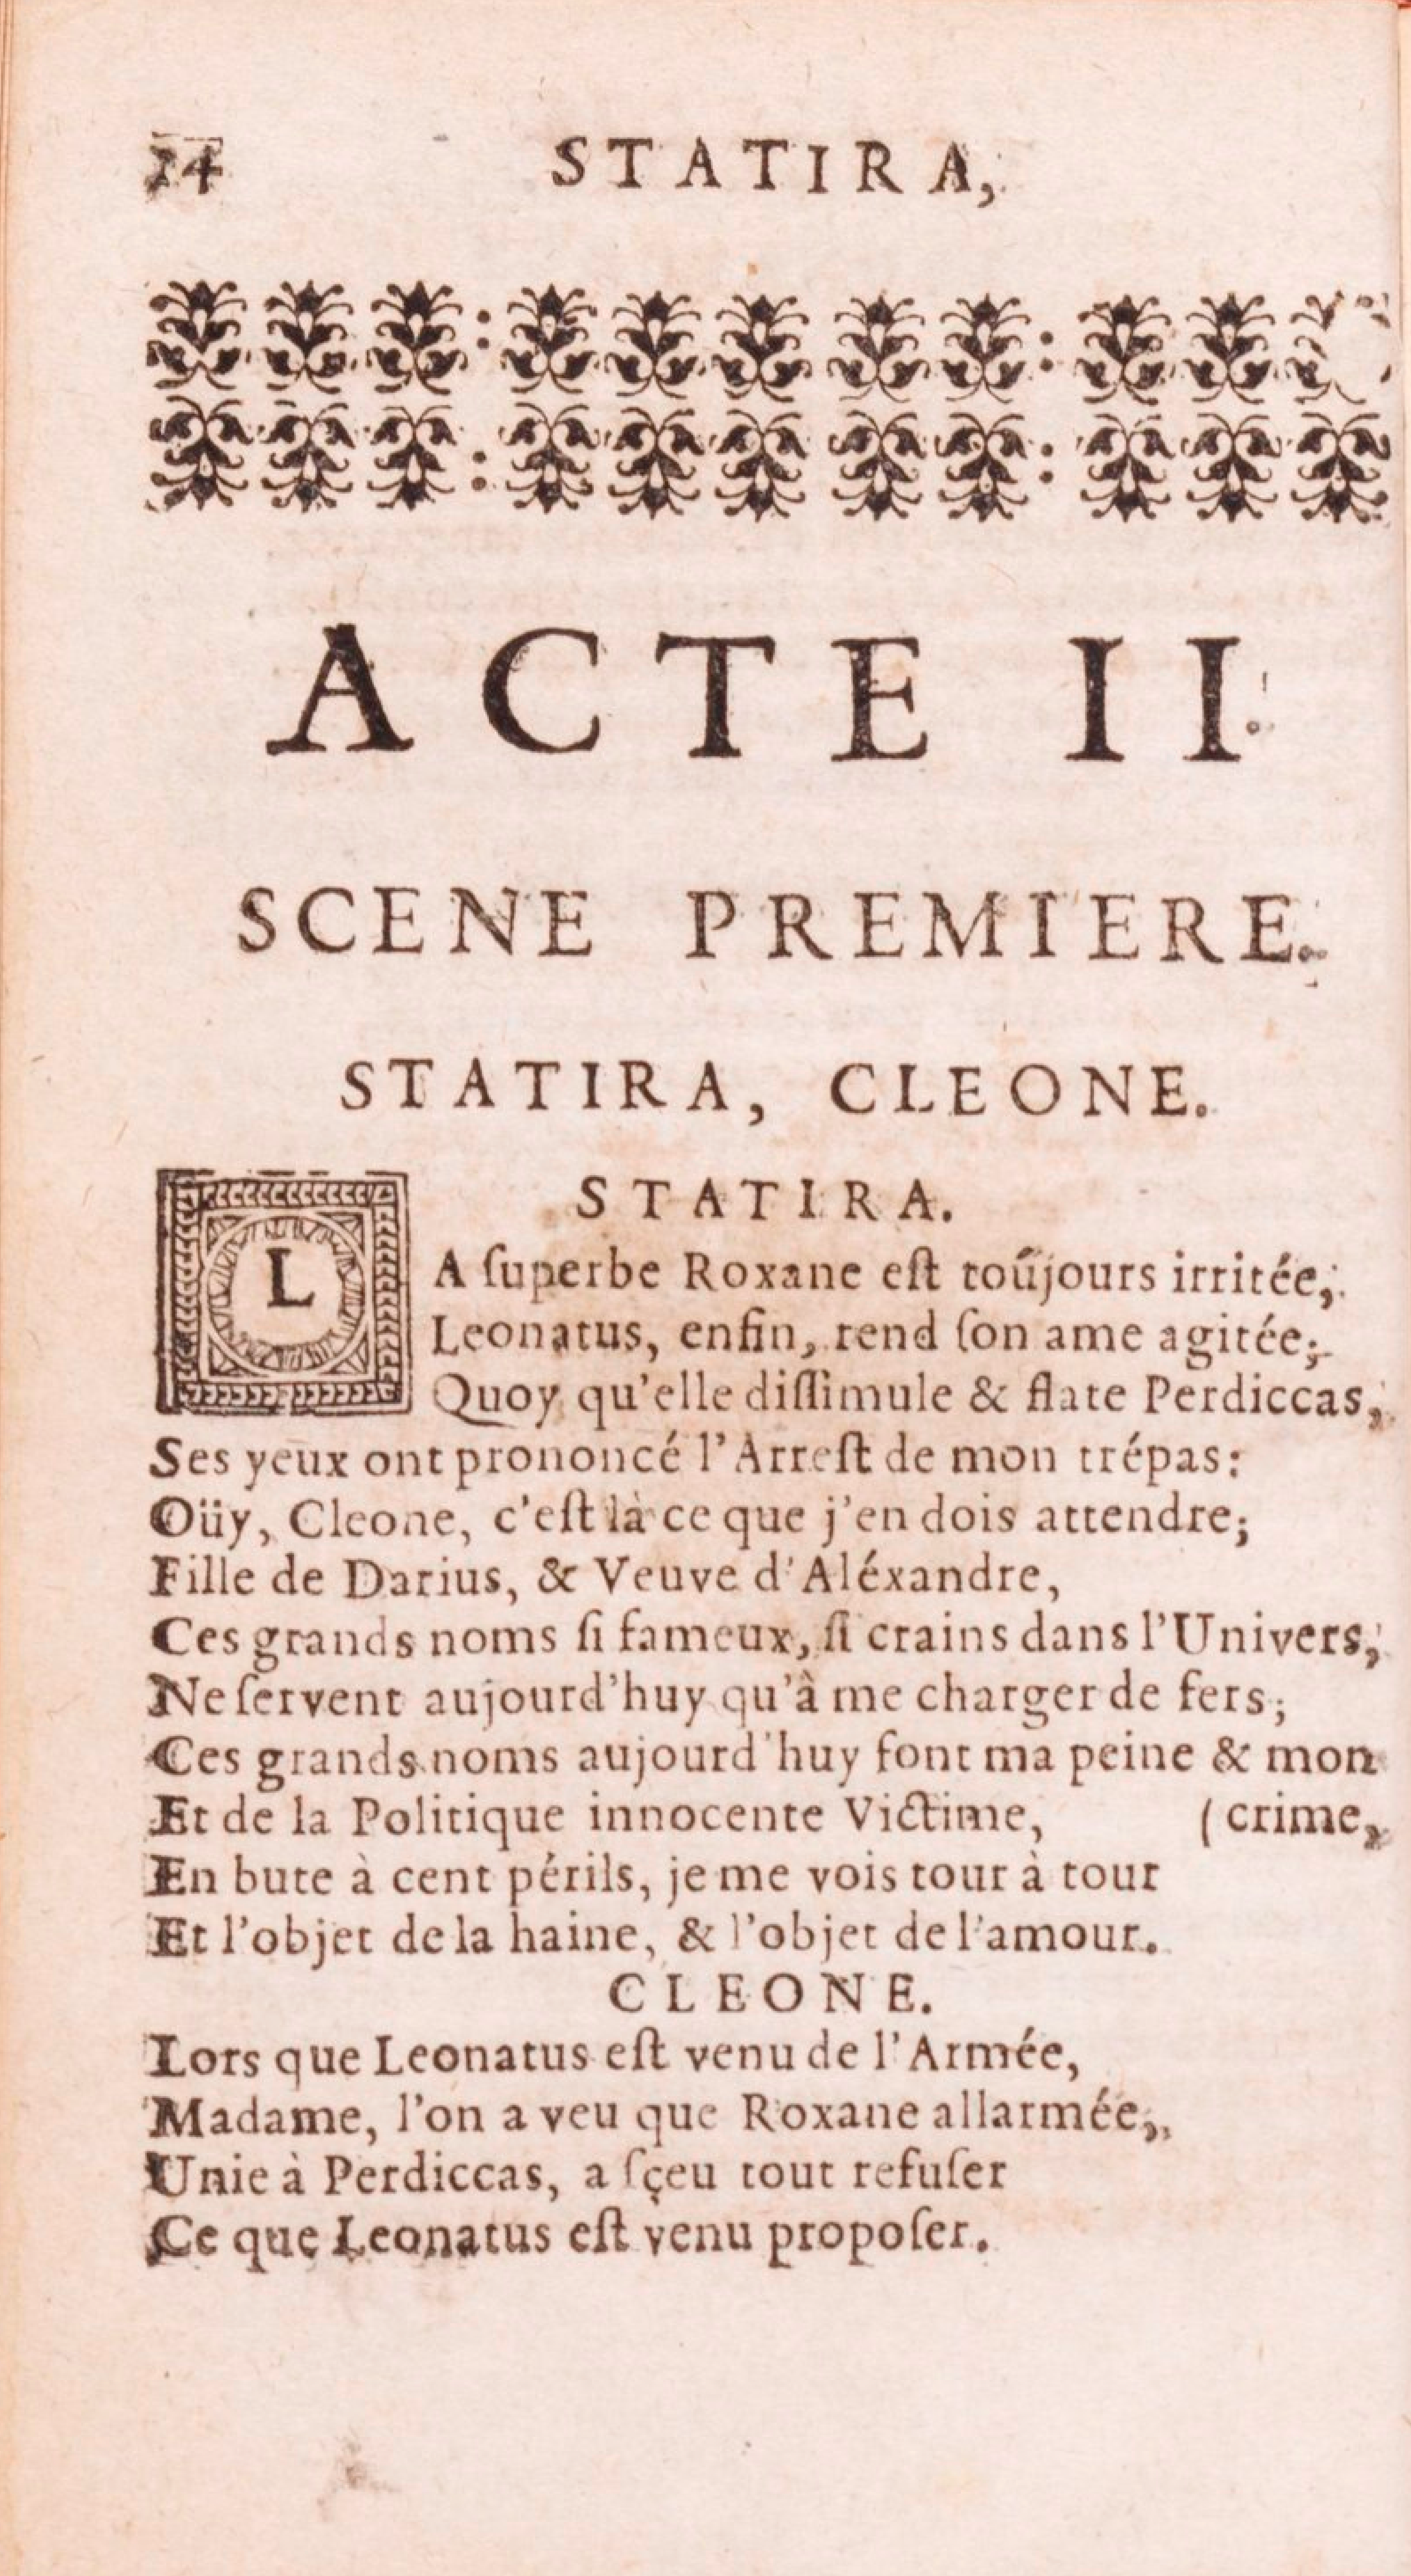 14 STATIRA,
ACTE II.
SCENE PREMIERE.
STATIRA, CLEONE.
STATIRA.
LA ſuperbe Roxane eſt toûjours irritée,
Leonatus, enfin, rend ſon ame agitée;
Quoy qu'elle diſſimule & flate Perdiccas,
Ses yeux ont prononcé l'Arreſt de mon trépas:
Oüy, Cleone, c'eſt là ce que j'en dois attendre;
Fille de Darius, & Veuve d'Aléxandre,
Ces grands noms ſi fameux, ſi crains dans l'Univers,
Ne ſervent aujourd'huy qu'à me charger de fers;
Ces grands noms aujourd'huy font ma peine & mon
Et de la Politique innocente Victime, (crime,
En bute à cent périls, je me vois tour à tour
Et l'objet de la haine, & l'objet de l'amour.
CLEONE.
Lors que Leonatus eſt venu de l'Armée,
Madame, l'on a veu que Roxane allarmée,
Unie à Perdiccas, a ſçeu tout refuſer
Ce que Leonatus eſt venu propoſer.